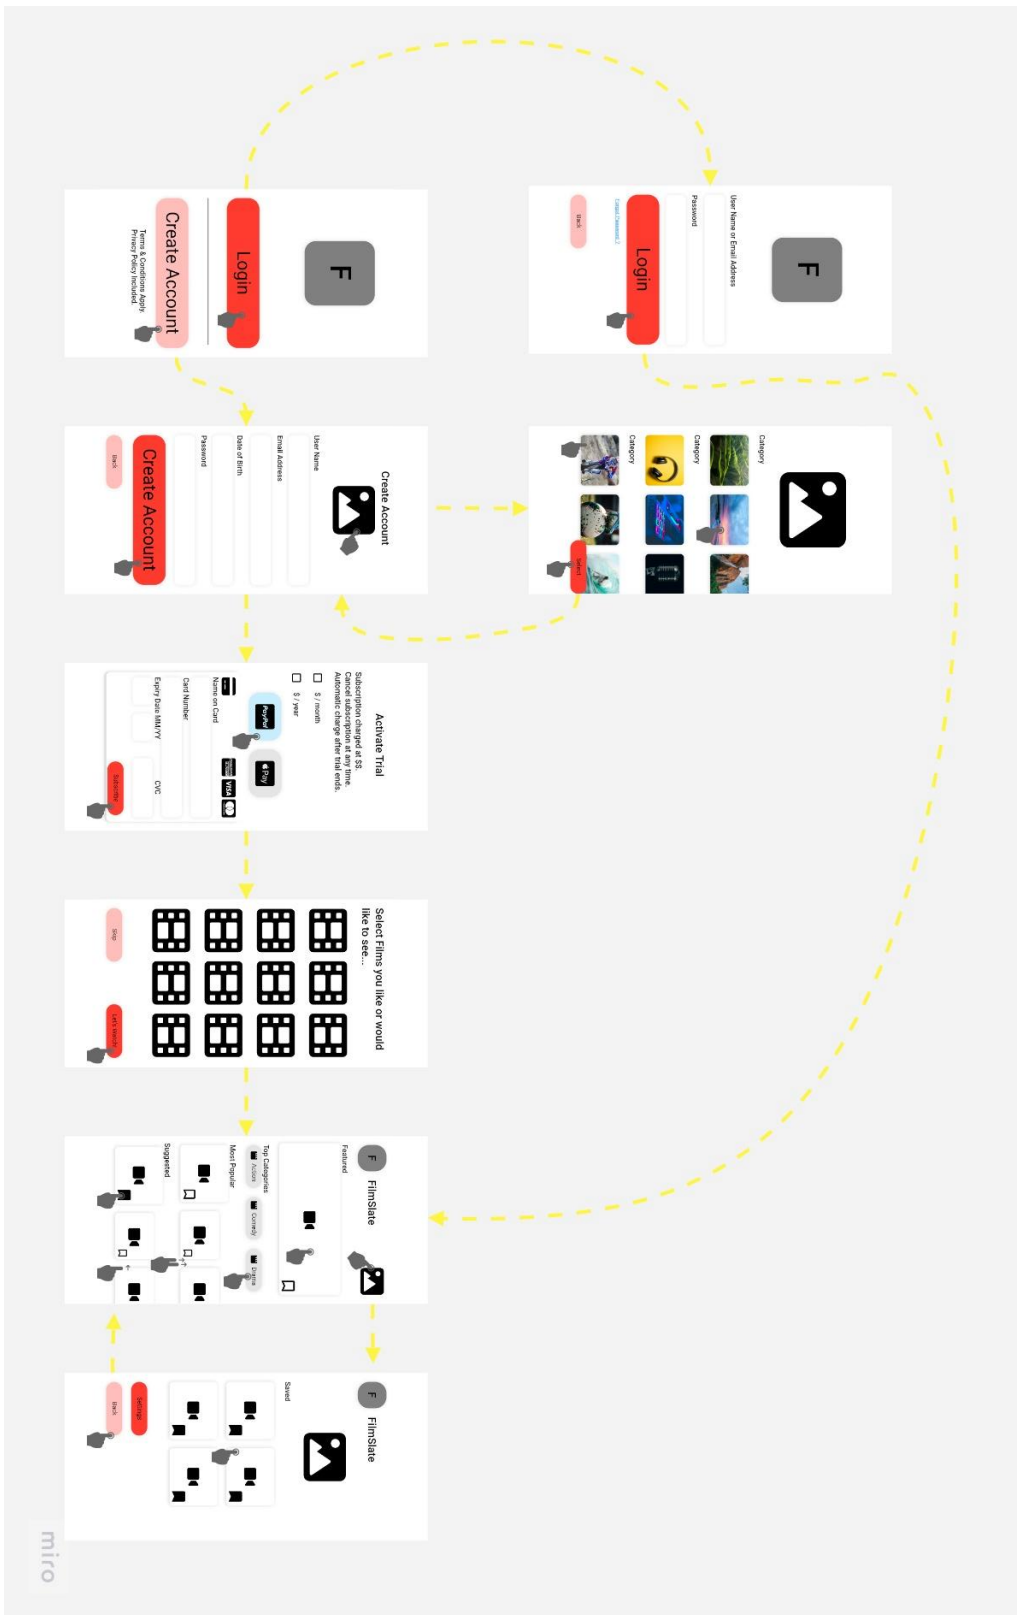 F
Login
Create Account
Terms & Conditions Apply.
Privacy Policy Included.
F
User Name or Email Address
Password
Login
Forgot Password ?
Back
Create Account
User Name
Email Address
Date of Birth
Password
Create Account
Back
Category
Category
Select
Activate Trial
Subscription charged at $$.
Cancel subscription at any time.
Automatic charge after trial ends.
$ / month
$ / year
PayPal
Pay
VISA
Name on Card
Card Number
Expiry Date MM/YY
CVC
Subscribe
Select Films you like or would
like to see...
Skip
Let's Watch!
F
FilmSlate
Featured
Top Categories
Action
Comedy
Drama
Most Popular
Suggested
F
FilmSlate
Saved
Settings
Back
miro